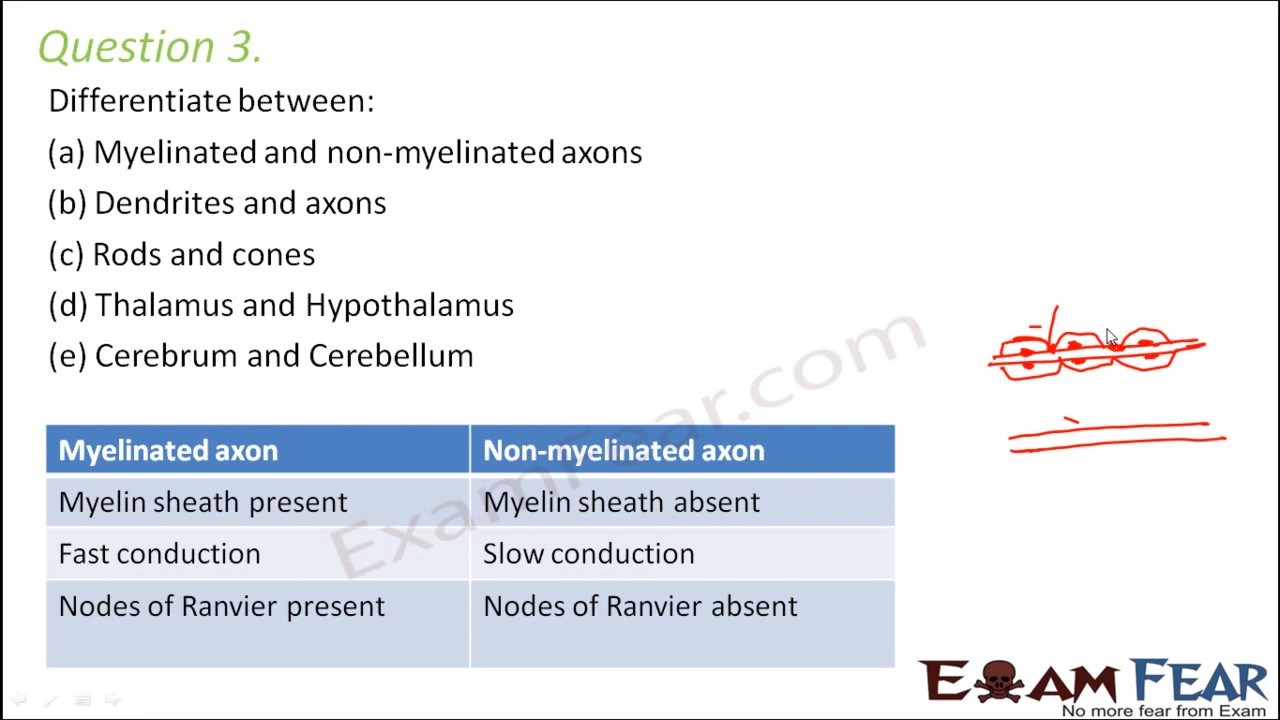 Question 3.
Differentiate between:
(a) Myelinated and non-myelinated axons
(b) Dendrites and axons
(c) Rods and cones
(d) Thalamus and Hypothalamus
(e) Cerebrum and Cerebellum
Myelinated axon Non-myelinated axon
Myelin sheath present Myelin sheath absent
Fast conduction Slow conduction
Nodes of Ranvier present Nodes of Ranvier absent
ExamFear.com
EXAM FEAR
No more fear from Exam